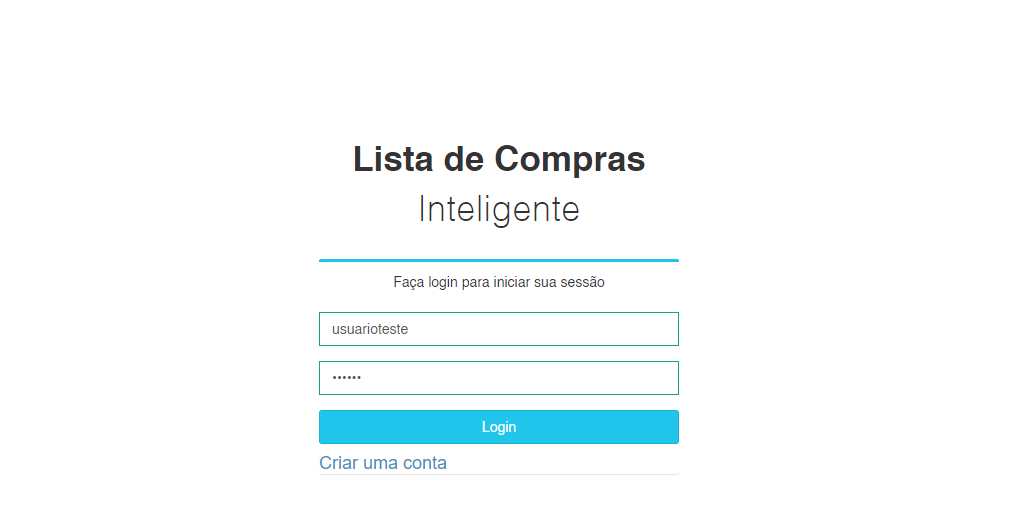 Lista de Compras
Inteligente
Faça login para iniciar sua sessão
usuarioteste
••••••
Login
Criar uma conta